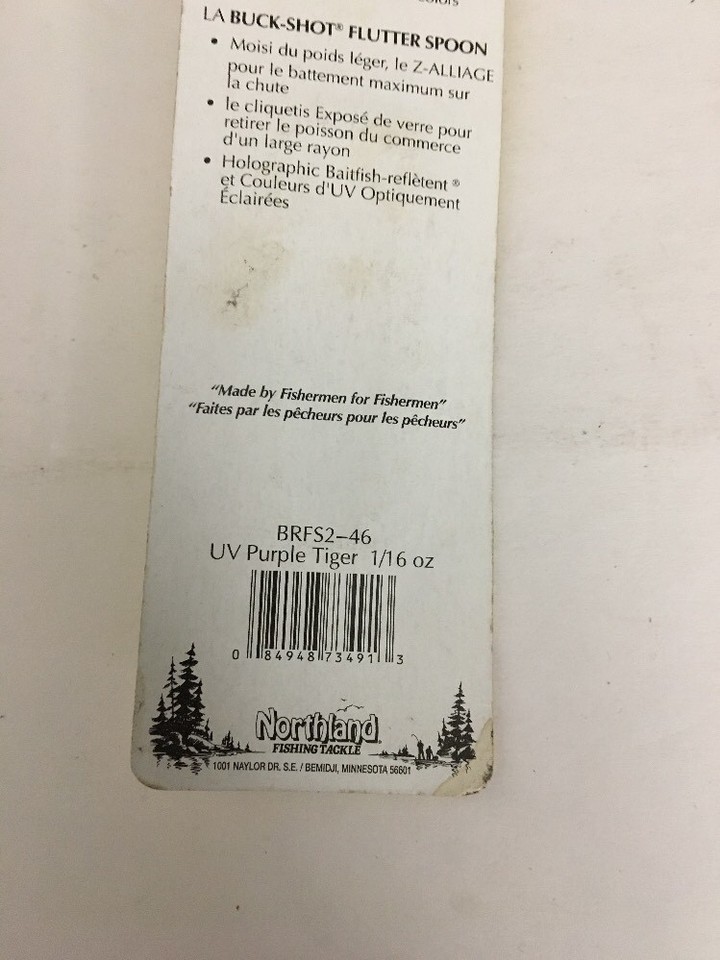 LA BUCK-SHOT® FLUTTER SPOON
• Moisi du poids léger, le Z-ALLIAGE
pour le battement maximum sur
la chute
• le cliquetis Exposé de verre pour
retirer le poisson du commerce
d'un large rayon
• Holographic Baitfish-reflètent ®
et Couleurs d'UV Optiquement
Éclairées
"Made by Fishermen for Fishermen"
"Faites par les pêcheurs pour les pêcheurs"
BRFS2-46
UV Purple Tiger 1/16 oz
0 84948 73491 3
Northland
FISHING TACKLE
1001 NAYLOR DR. S.E. / BEMIDJI, MINNESOTA 56601